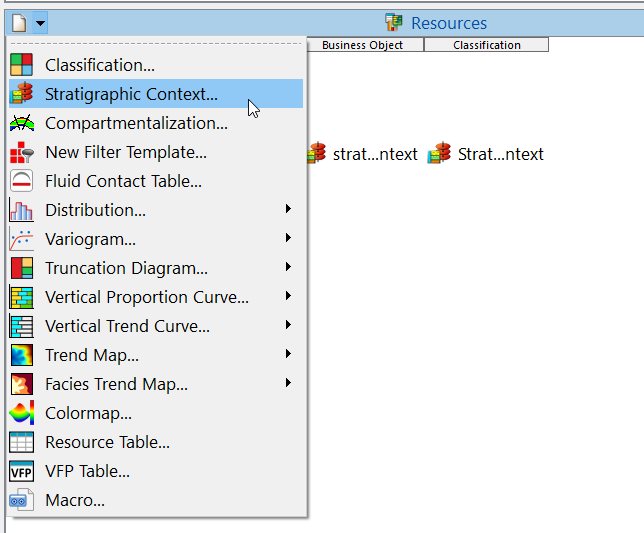 Resources
Business Object
Classification
Classification...
Stratigraphic Context...
Compartmentalization...
New Filter Template...
strat...ntext
Strat...ntext
Fluid Contact Table...
Distribution...
Variogram...
Truncation Diagram...
Vertical Proportion Curve...
Vertical Trend Curve...
Trend Map...
Facies Trend Map...
Colormap...
Resource Table...
VFP
VFP Table...
Macro...